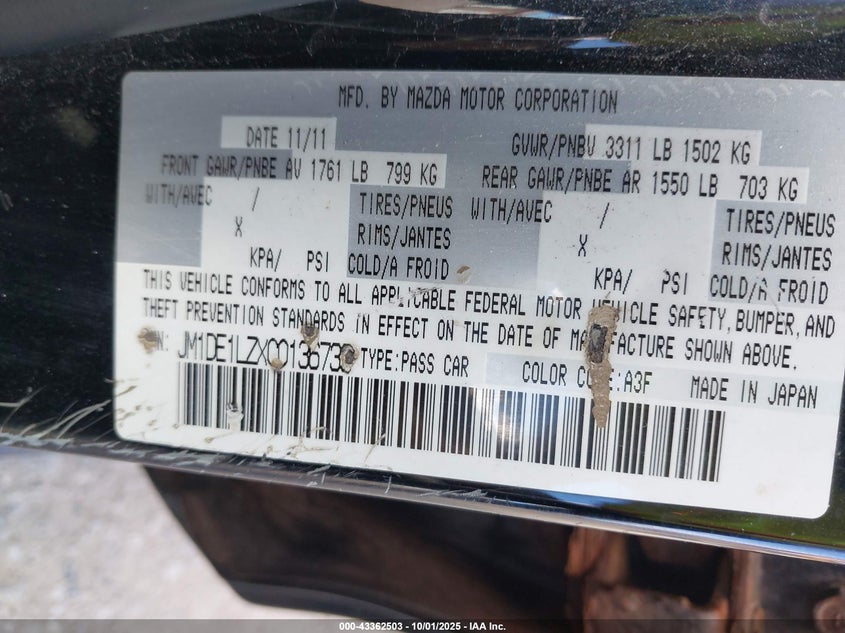 MFD. BY MAZDA MOTOR CORPORATION
DATE 11/11 GVWR/PNBV 3311 LB 1502 KG
FRONT GAWR/PNBE AV 1761 LB 799 KG REAR GAWR/PNBE AR 1550 LB 703 KG
WITH/AVEC / TIRES/PNEUS WITH/AVEC / TIRES/PNEUS
X RIMS/JANTES X RIMS/JANTES
KPA/ PSI COLD/A FROID KPA/ PSI COLD/A FROID
THIS VEHICLE CONFORMS TO ALL APPLICABLE FEDERAL MOTOR VEHICLE SAFETY, BUMPER, AND
THEFT PREVENTION STANDARDS IN EFFECT ON THE DATE OF MANUFACTURE SHOWN ABOVE.
VIN: JM1DE1LZXC0136739 TYPE:PASS CAR COLOR CODE:A3F MADE IN JAPAN
000-43362503 - 10/01/2025 - IAA Inc.